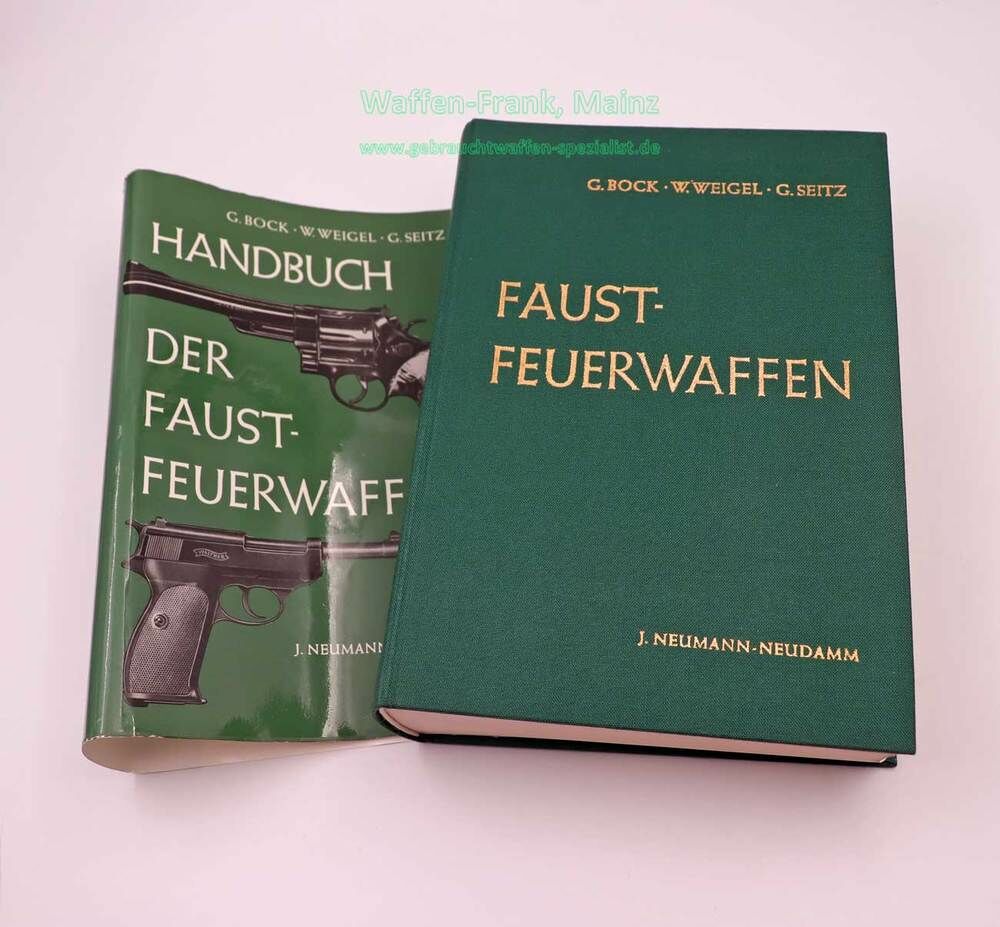 Waffen-Frank, Mainz
www.gebrauchtwaffen-spezialist.de
G. BOCK · W. WEIGEL · G. SEITZ
HANDBUCH
DER
FAUST-
FEUERWAFF
WALTHER
J. NEUMANN
G. BOCK · W. WEIGEL · G. SEITZ
FAUST-
FEUERWAFFEN
J. NEUMANN-NEUDAMM